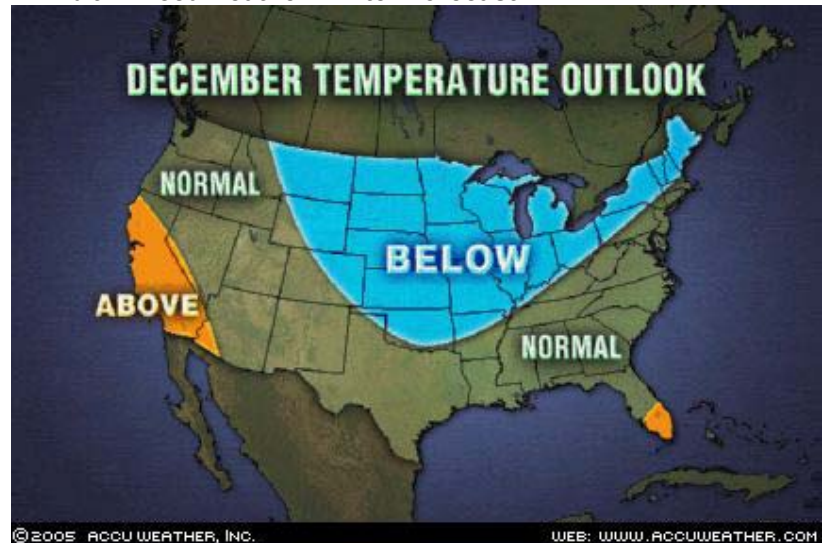 DECEMBER TEMPERATURE OUTLOOK
NORMAL
BELOW
ABOVE
NORMAL
©2005 ACCU WEATHER, INC.
WEB: WWW.ACCUWEATHER.COM